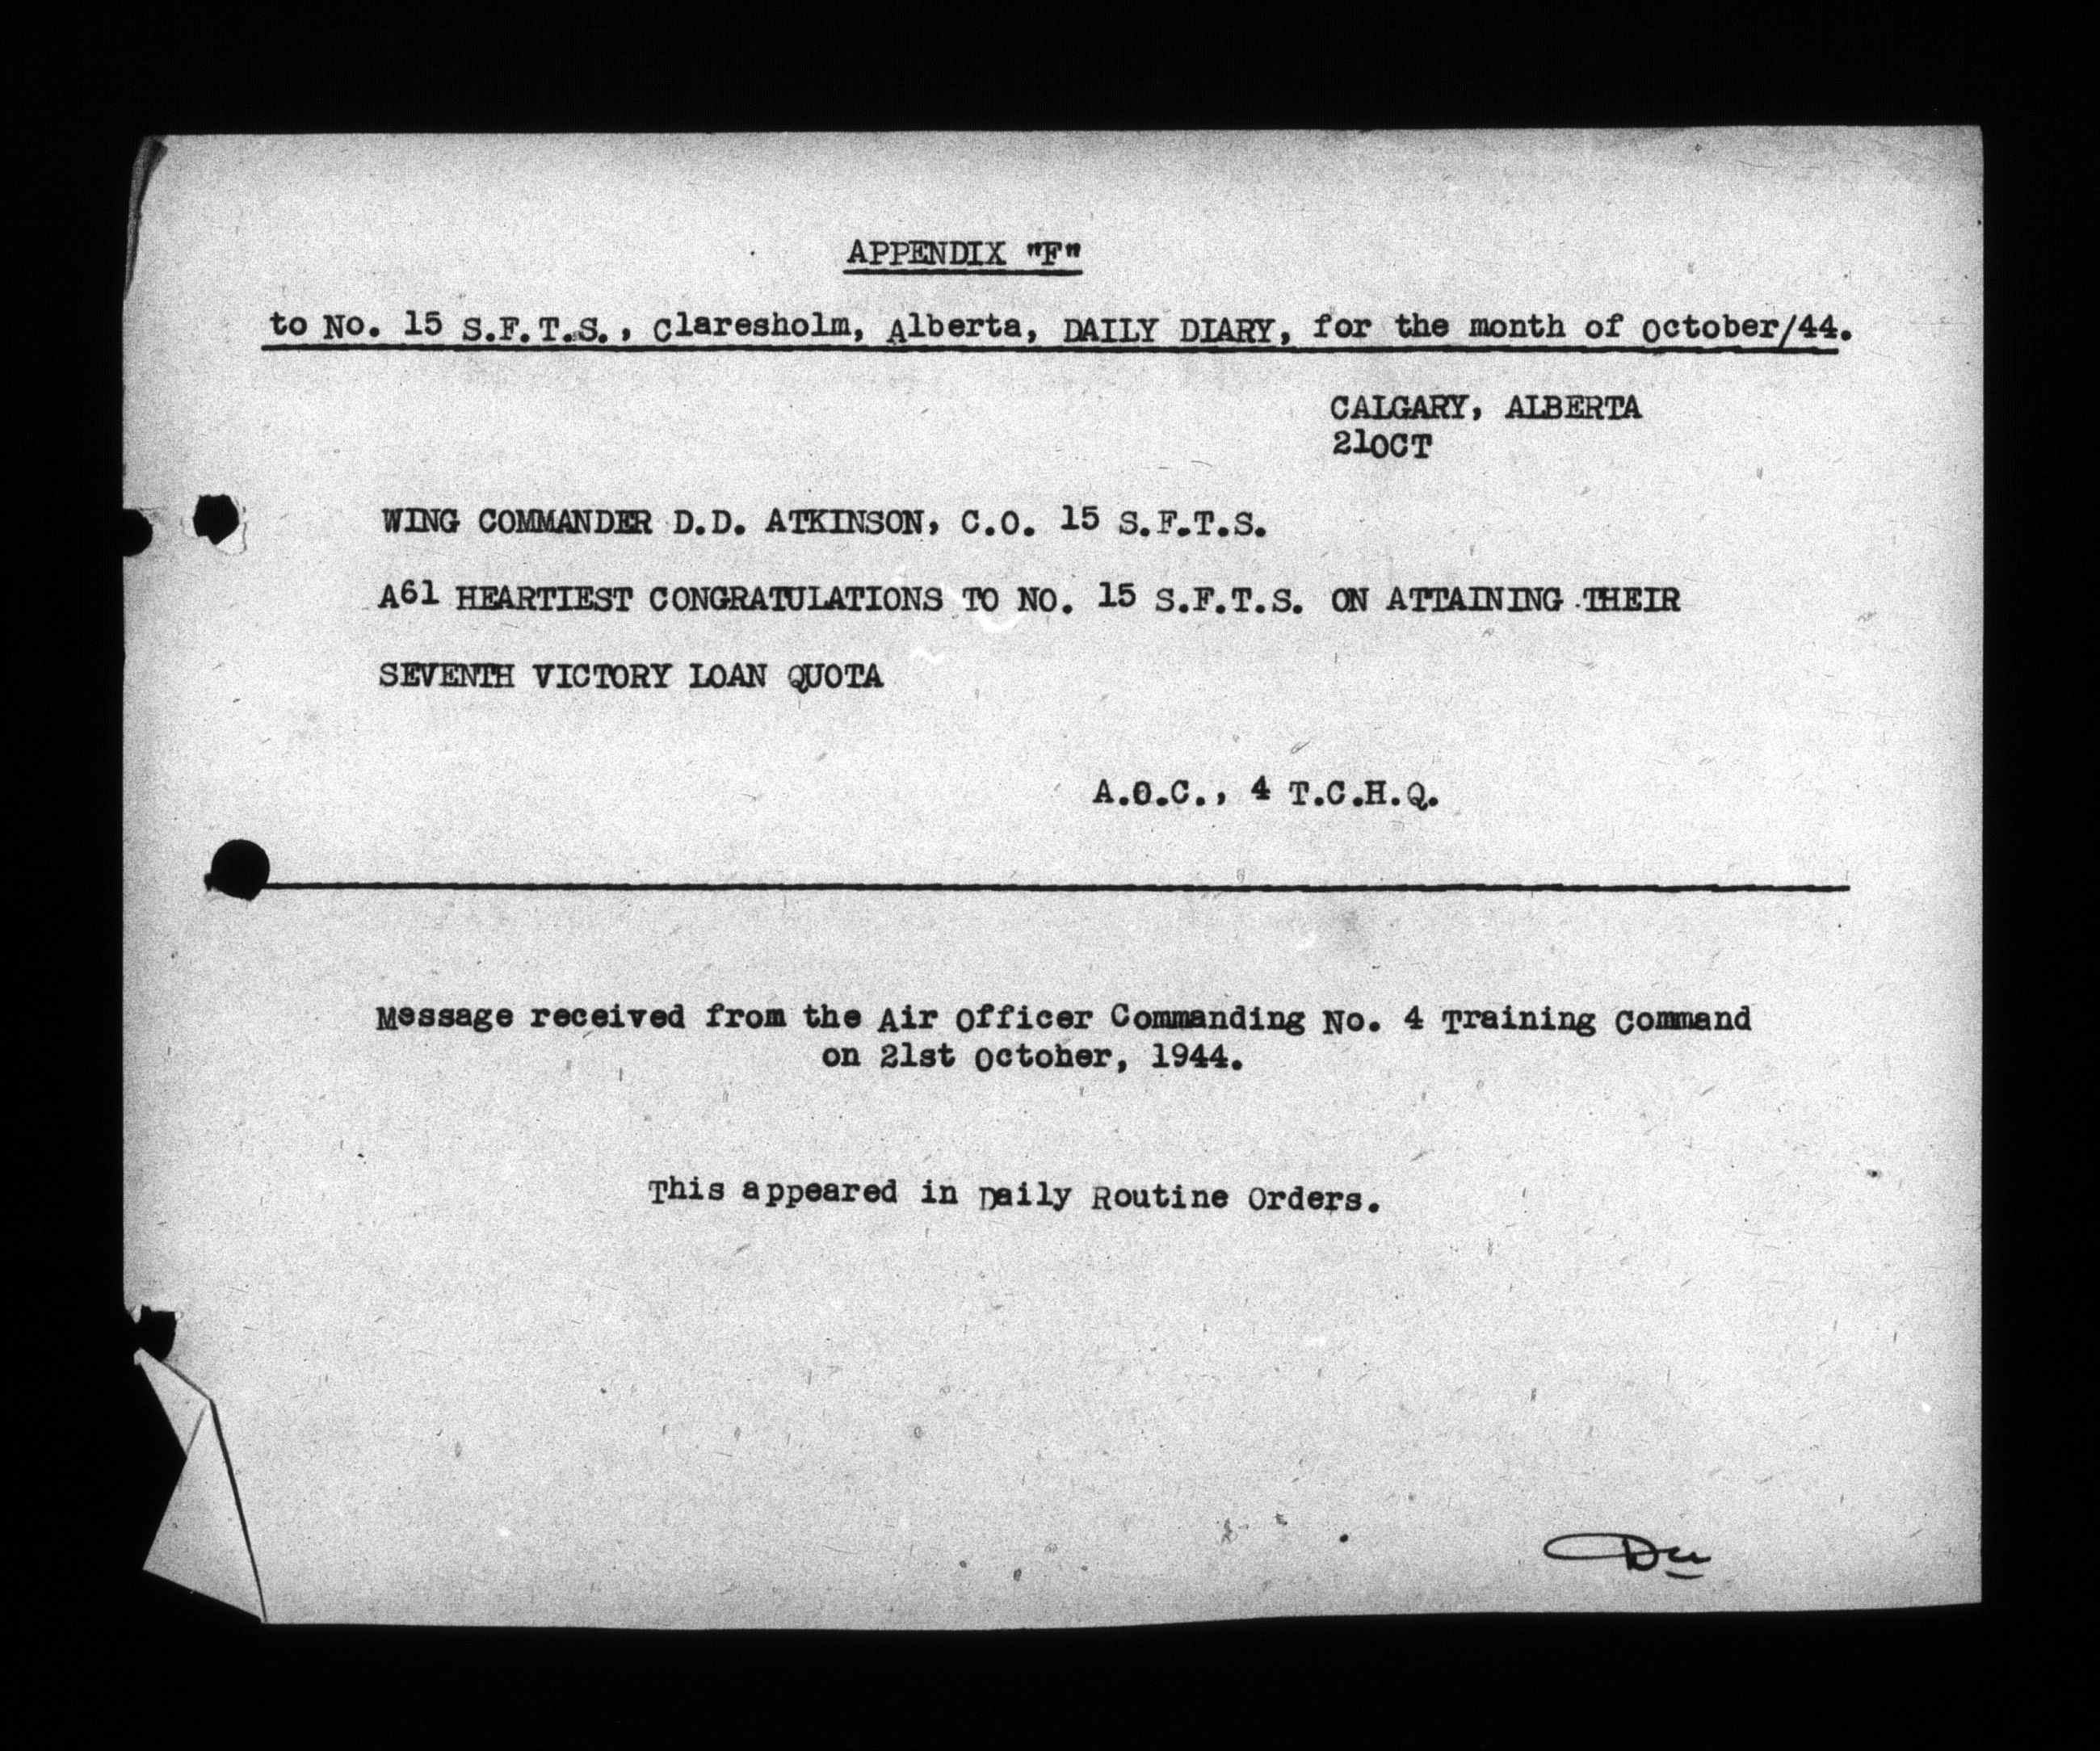 APPENDIX "F"
to No. 15 S.F.T.S., Claresholm, Alberta, DAILY DIARY, for the month of October/44.
CALGARY, ALBERTA
21OCT
WING COMMANDER D.D. ATKINSON, C.O. 15 S.F.T.S.
A61 HEARTIEST CONGRATULATIONS TO NO. 15 S.F.T.S. ON ATTAINING THEIR
SEVENTH VICTORY LOAN QUOTA
A.O.C., 4 T.C.H.Q.
Message received from the Air Officer Commanding No. 4 Training Command
on 21st October, 1944.
This appeared in Daily Routine Orders.